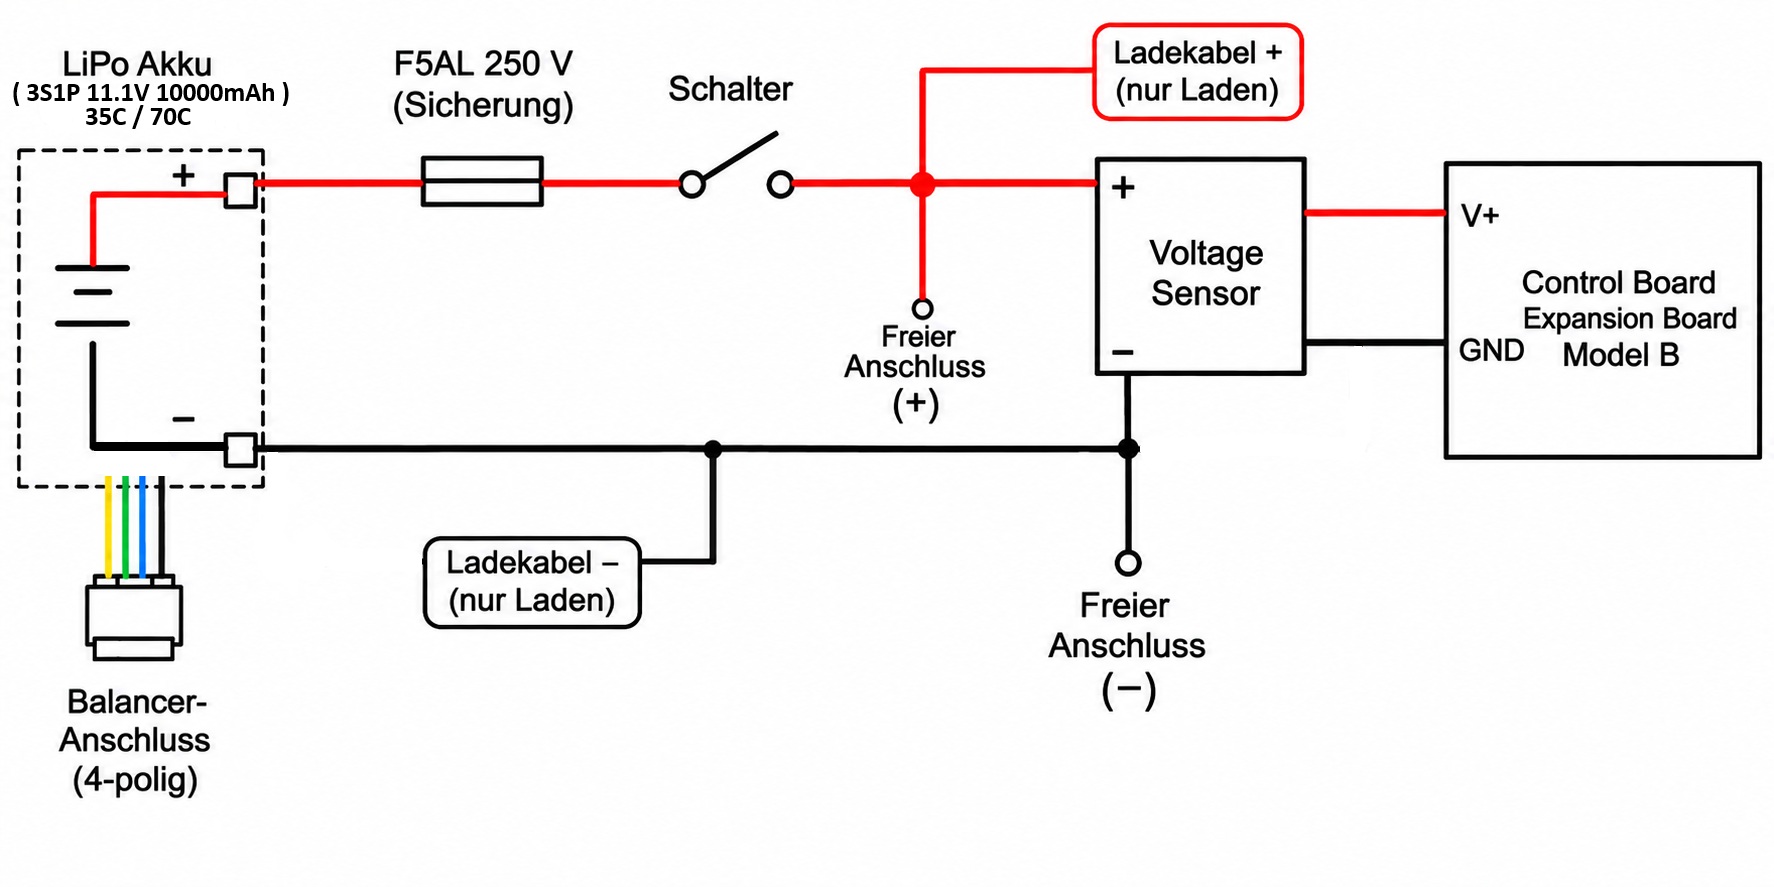 LiPo Akku
( 3S1P 11.1V 10000mAh )
35C / 70C
+
–
Balancer-
Anschluss
(4-polig)
F5AL 250 V
(Sicherung)
Schalter
Ladekabel +
(nur Laden)
Freier
Anschluss
(+)
Ladekabel –
(nur Laden)
+
Voltage
Sensor
–
Freier
Anschluss
(–)
V+
Control Board
Expansion Board
GND
Model B